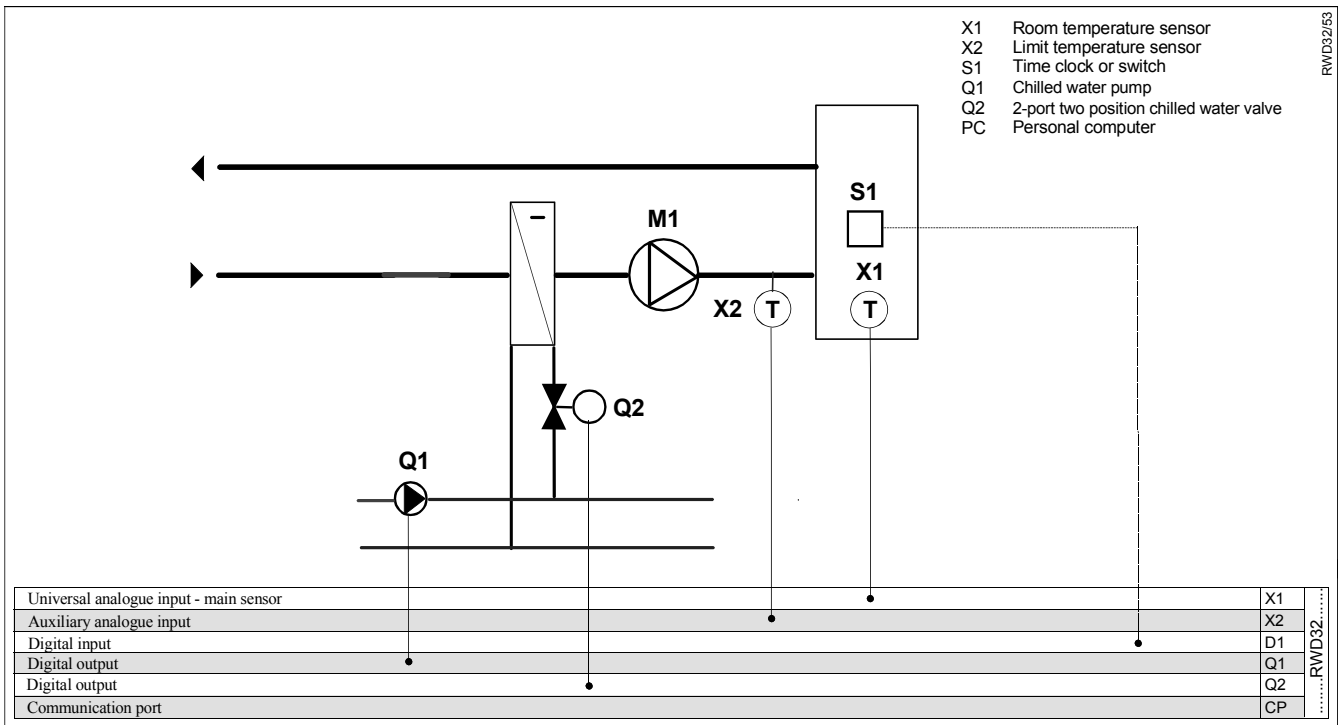 X1 Room temperature sensor
X2 Limit temperature sensor
S1 Time clock or switch
Q1 Chilled water pump
Q2 2-port two position chilled water valve
PC Personal computer
RWD32/53
S1
M1
X1
X2 T
T
Q2
Q1
Universal analogue input - main sensor X1
Auxiliary analogue input X2
Digital input D1
Digital output Q1
Digital output Q2
Communication port CP
.......RWD32.......